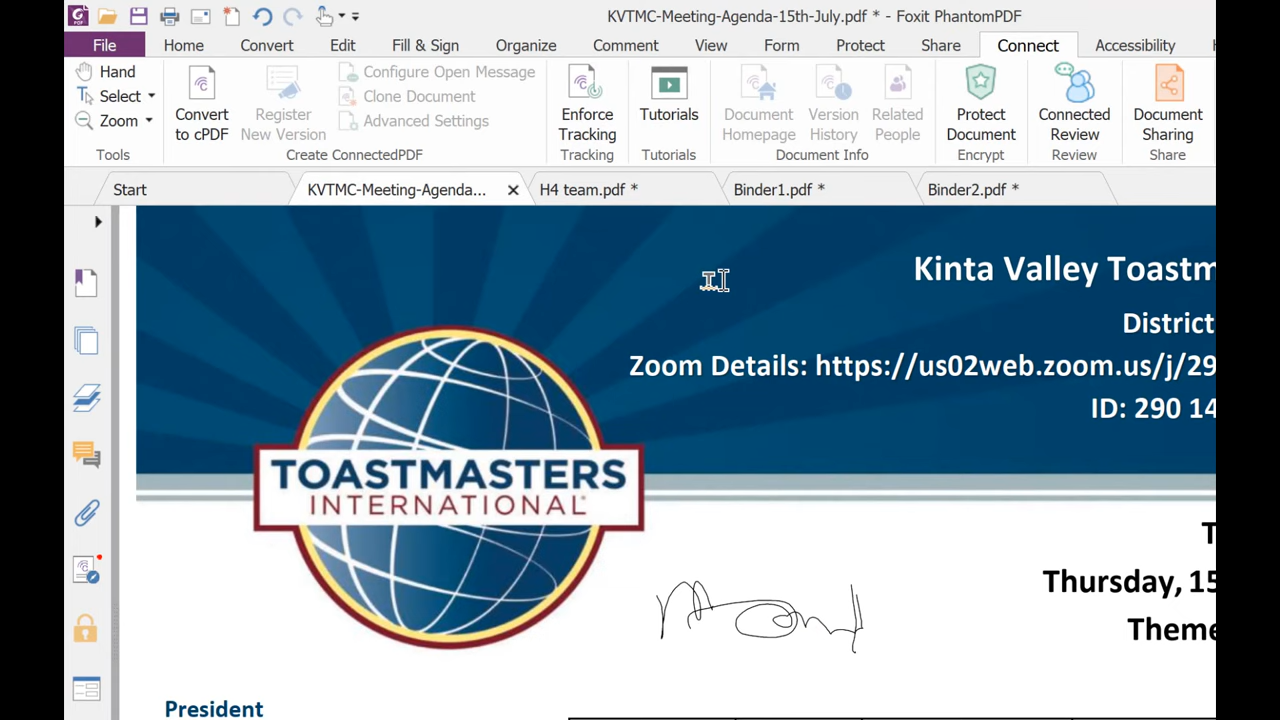 KVTMC-Meeting-Agenda-15th-July.pdf * - Foxit PhantomPDF
File Home Convert Edit Fill & Sign Organize Comment View Form Protect Share Connect Accessibility
Hand
Select
Zoom
Tools
Convert to cPDF
Register New Version
Configure Open Message
Clone Document
Advanced Settings
Create ConnectedPDF
Enforce Tracking
Tracking
Tutorials
Tutorials
Document Homepage
Version History
Related People
Document Info
Protect Document
Encrypt
Connected Review
Review
Document Sharing
Share
Start KVTMC-Meeting-Agenda... H4 team.pdf * Binder1.pdf * Binder2.pdf *
Kinta Valley Toastm
District
Zoom Details: https://us02web.zoom.us/j/29
ID: 290 14
TOASTMASTERS
INTERNATIONAL
T
Thursday, 15
Theme
President